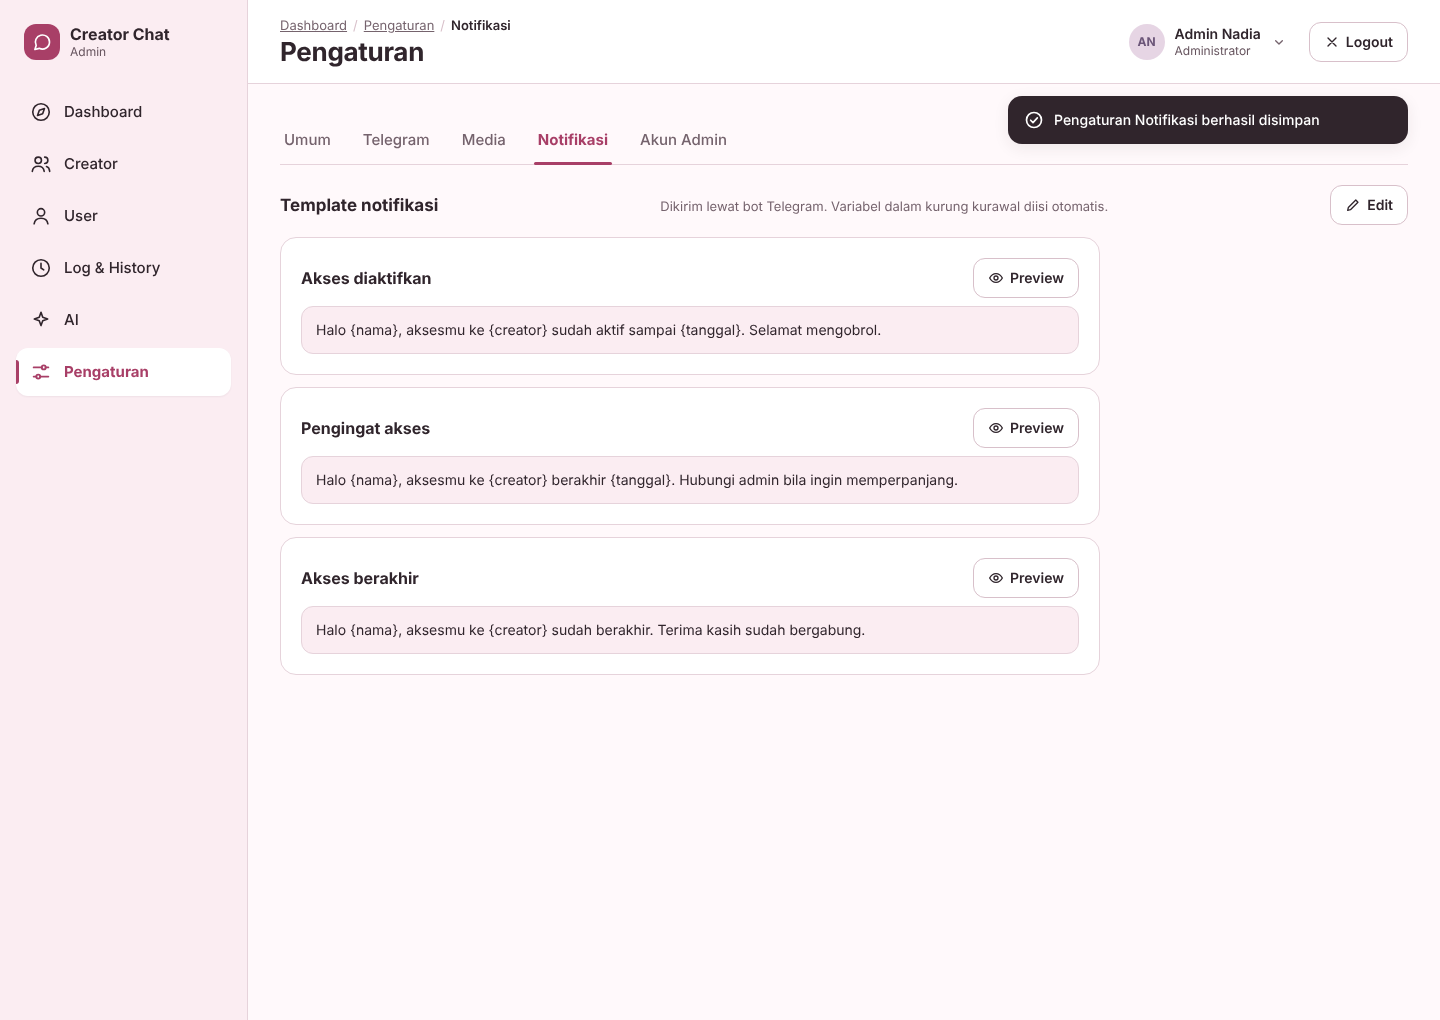 Creator Chat
Admin
Dashboard
Creator
User
Log & History
AI
Pengaturan
Dashboard / Pengaturan / Notifikasi
Pengaturan
AN
Admin Nadia
Administrator
Logout
Pengaturan Notifikasi berhasil disimpan
Umum Telegram Media Notifikasi Akun Admin
Template notifikasi
Dikirim lewat bot Telegram. Variabel dalam kurung kurawal diisi otomatis.
Edit
Akses diaktifkan
Preview
Halo {nama}, aksesmu ke {creator} sudah aktif sampai {tanggal}. Selamat mengobrol.
Pengingat akses
Preview
Halo {nama}, aksesmu ke {creator} berakhir {tanggal}. Hubungi admin bila ingin memperpanjang.
Akses berakhir
Preview
Halo {nama}, aksesmu ke {creator} sudah berakhir. Terima kasih sudah bergabung.